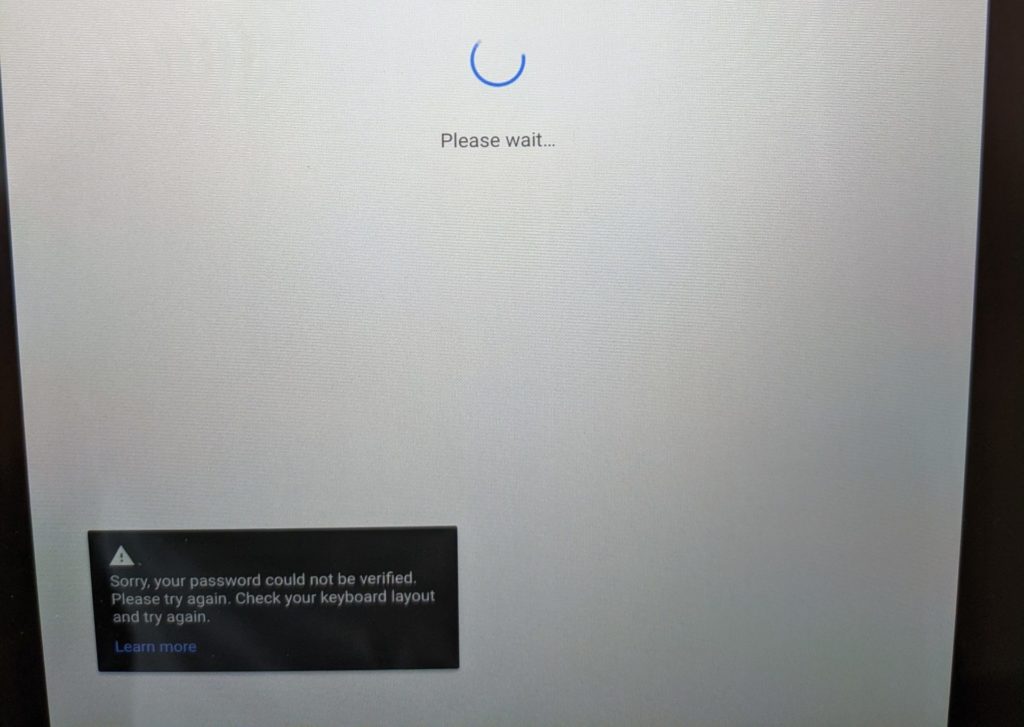 Please wait...
Sorry, your password could not be verified.
Please try again. Check your keyboard layout
and try again.
Learn more